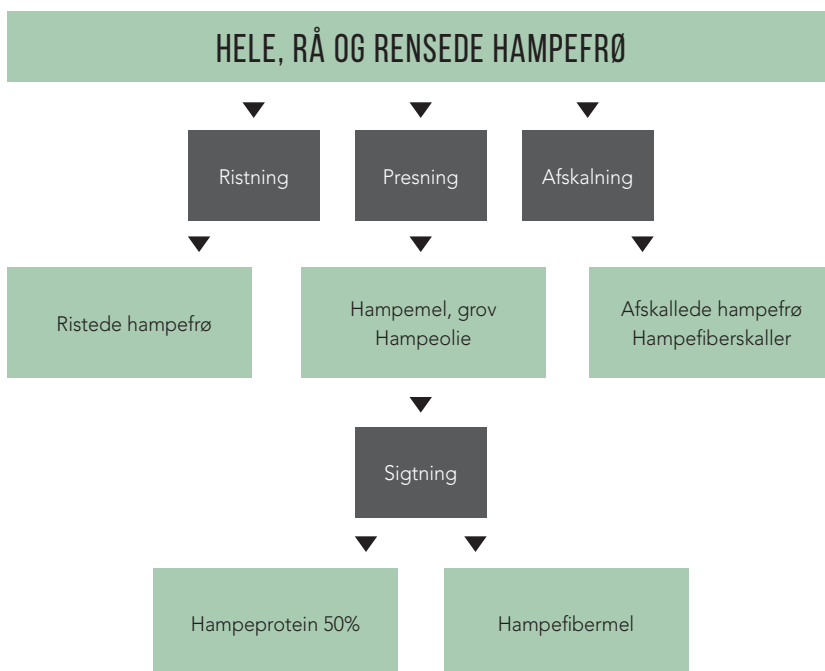 HELE, RÅ OG RENSEDE HAMPEFRØ
Ristning
Presning
Afskalning
Ristede hampefrø
Hampemel, grov
Hampeolie
Afskallede hampefrø
Hampefiberskaller
Sigtning
Hampeprotein 50%
Hampefibermel